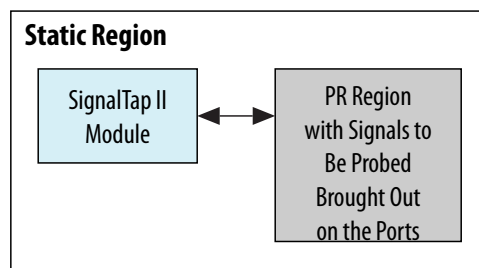 Static Region
SignalTap II
Module
PR Region
with Signals to
Be Probed
Brought Out
on the Ports